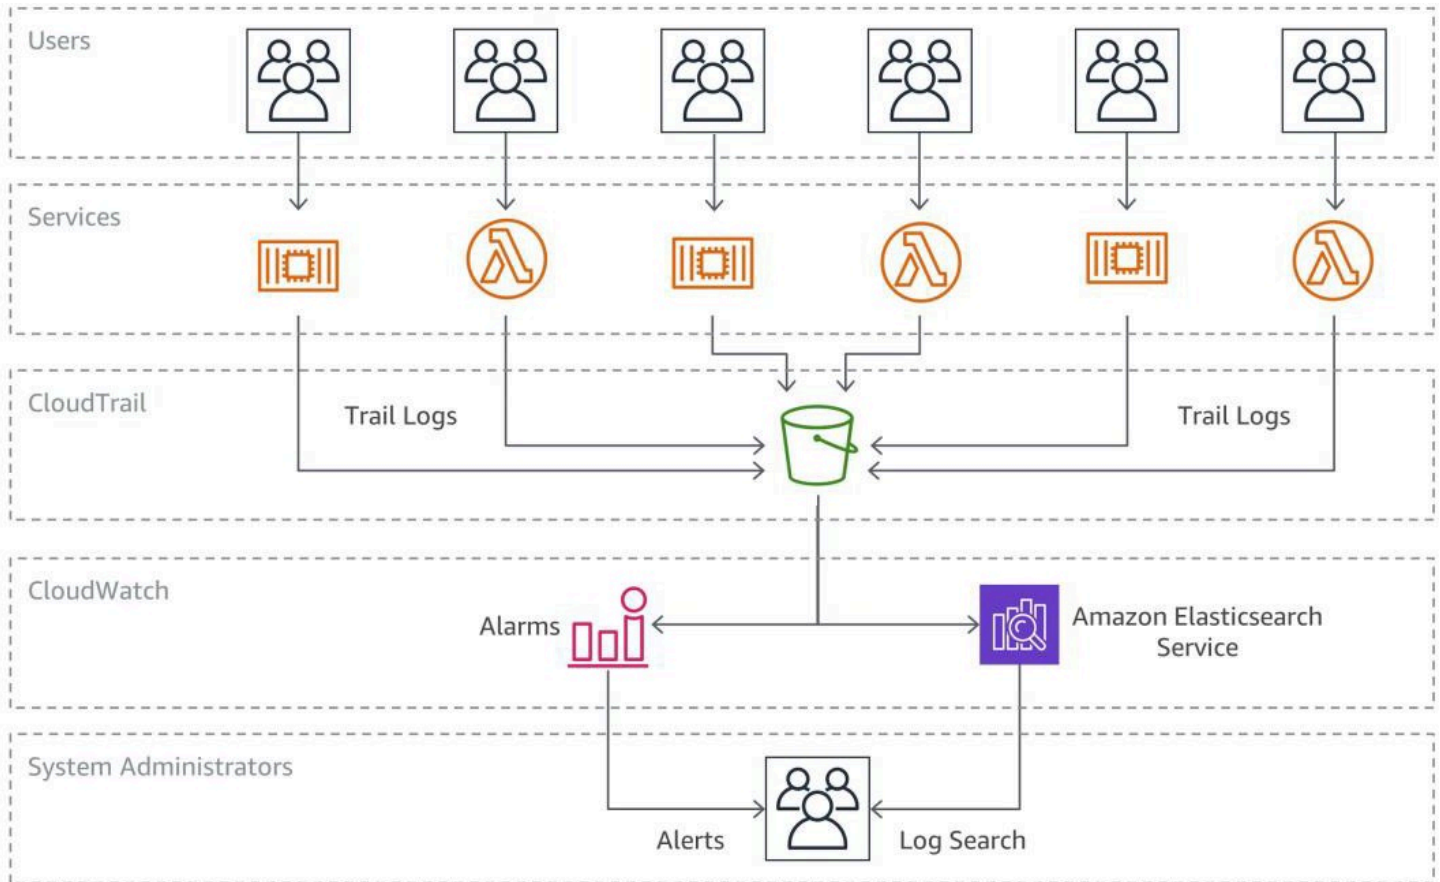 Users
Services
CloudTrail
Trail Logs
Trail Logs
CloudWatch
Alarms
Amazon Elasticsearch
Service
System Administrators
Alerts
Log Search